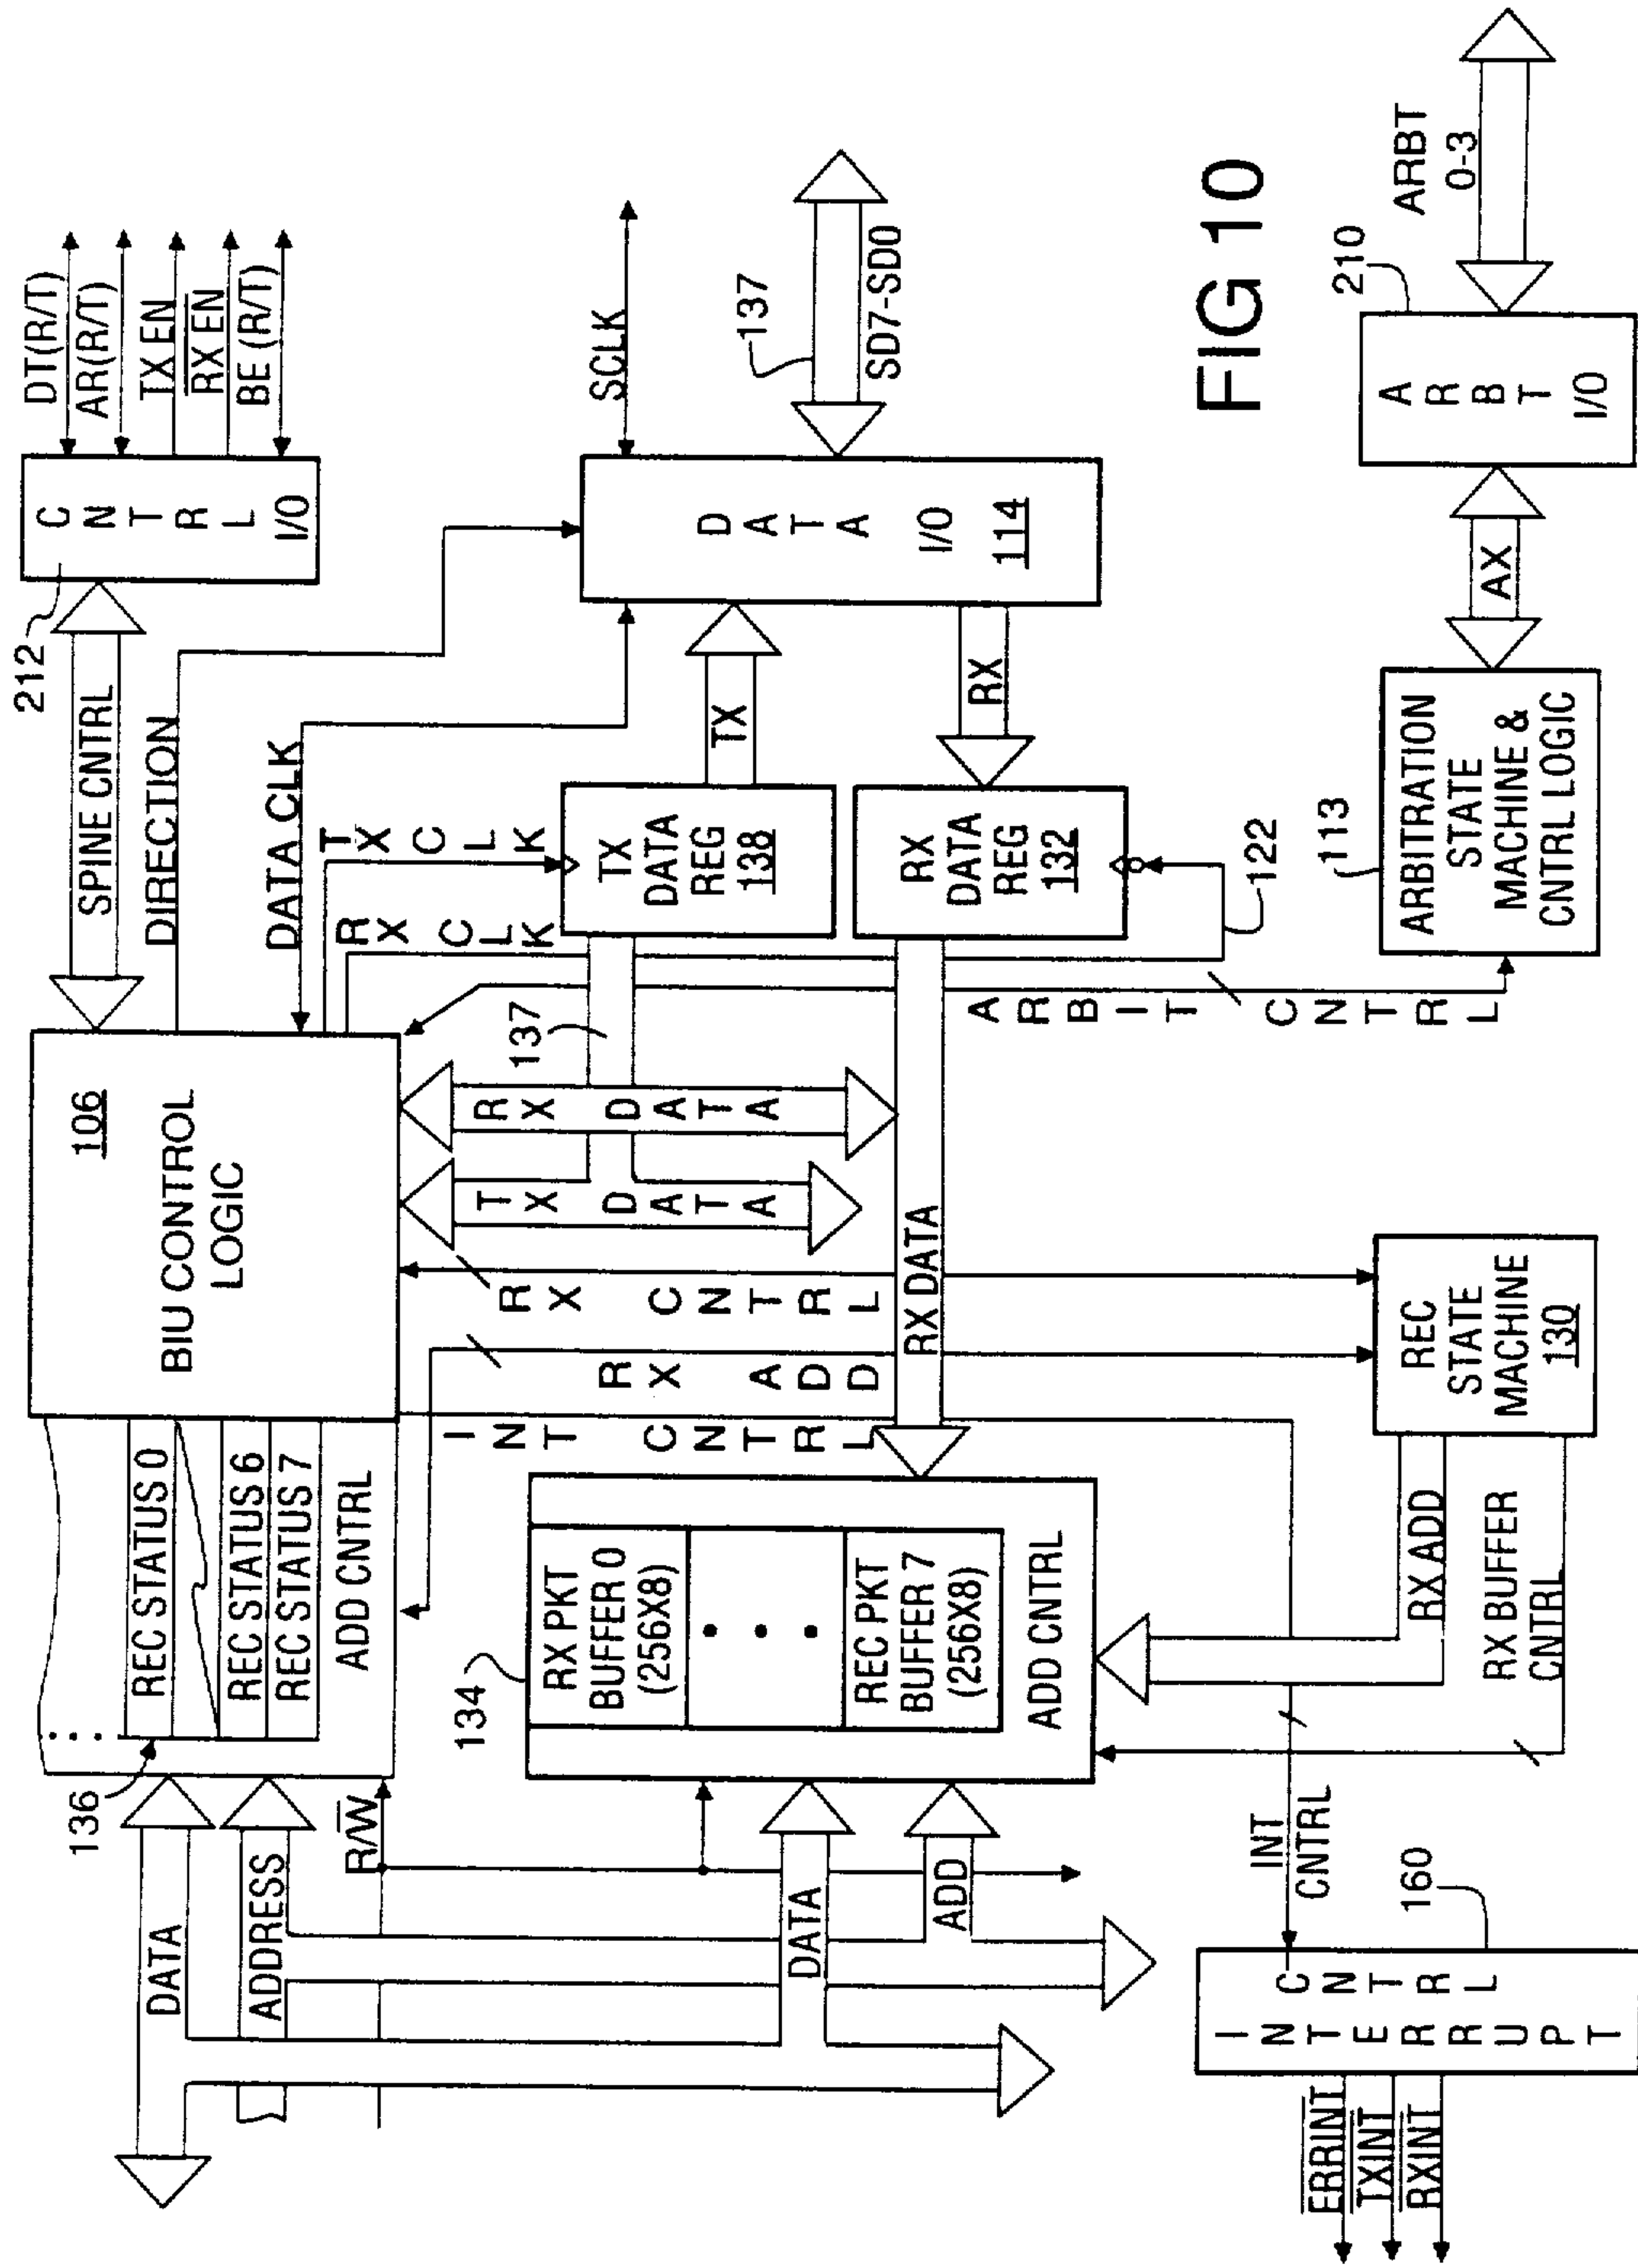 DT(R/T)
AR(R/T)
TX EN
RX EN
BE (R/T)
CNTRL
I/O
212
SPINE CNTRL
DIRECTION
DATA CLK
TX CLK
RX CLK
SCLK
137
SD7-SD0
DATA
I/O
114
TX
RX
TX
DATA
REG
138
RX
DATA
REG
132
122
106
BIU CONTROL
LOGIC
REC STATUS 0
REC STATUS 6
REC STATUS 7
ADD CNTRL
136
DATA
ADDRESS
R/W
137
RX DATA
TX DATA
RX CNTRL
RX ADD
INT CNTRL
RX DATA
ARBIT CNTRL
134
RX PKT
BUFFER 0
(256X8)
REC PKT
BUFFER 7
(256X8)
ADD CNTRL
DATA
ADD
REC
STATE
MACHINE
130
RX ADD
RX BUFFER
CNTRL
INT
CNTRL
160
INTERRUPT
CNTRL
ERRINT
TXINT
RXINT
113
ARBITRATION
STATE
MACHINE &
CNTRL LOGIC
AX
210
ARBT
I/O
ARBT
0-3
FIG 10